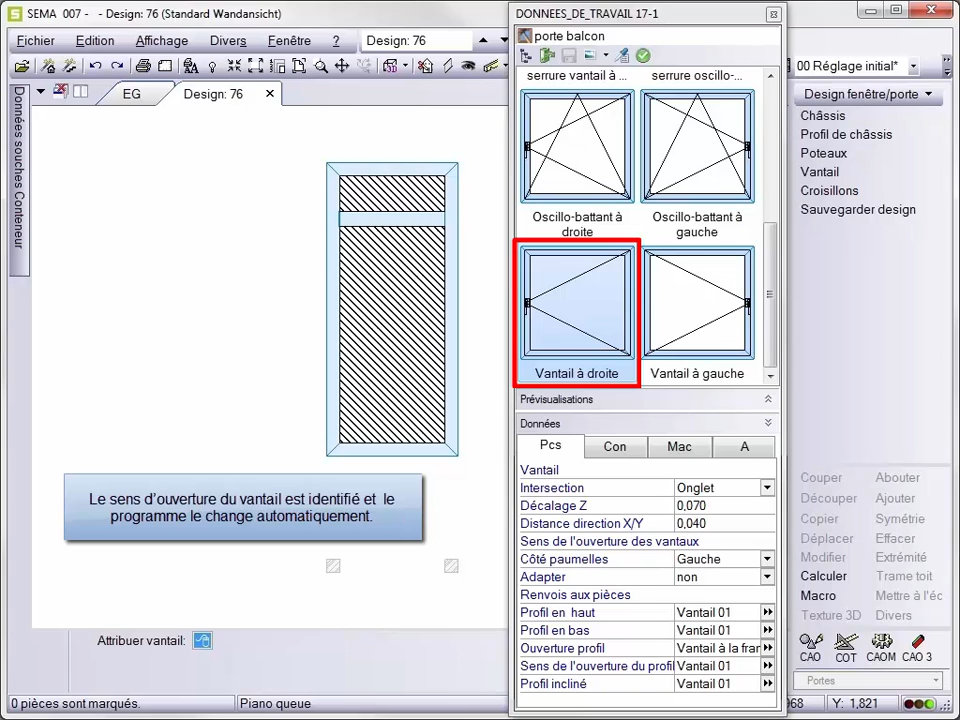 SEMA 007 - - Design: 76 (Standard Wandansicht)
Fichier Edition Affichage Divers Fenêtre ? Design: 76
EG Design: 76
Données souches Conteneur
Le sens d'ouverture du vantail est identifié et le
programme le change automatiquement.
Attribuer vantail:
0 pièces sont marqués. Piano queue
DONNEES_DE_TRAVAIL 17-1
porte balcon
serrure vantail à ... serrure oscillo-...
Oscillo-battant à
droite
Oscillo-battant à
gauche
Vantail à droite Vantail à gauche
Prévisualisations
Données
Pcs Con Mac A
Vantail
Intersection Onglet
Décalage Z 0,070
Distance direction X/Y 0,040
Sens de l'ouverture des vantaux
Côté paumelles Gauche
Adapter non
Renvois aux pièces
Profil en haut Vantail 01
Profil en bas Vantail 01
Ouverture profil Vantail à la fran
Sens de l'ouverture du profil Vantail 01
Profil incliné Vantail 01
00 Réglage initial*
Design fenêtre/porte
Châssis
Profil de châssis
Poteaux
Vantail
Croisillons
Sauvegarder design
Couper Abouter
Découper Ajouter
Copier Symétrie
Déplacer Effacer
Modifier Extrémité
Calculer Trame toit
Macro Mettre à l'éc
Texture 3D Divers
CAO COT CAOM CAO 3
Portes
968 Y: 1,821